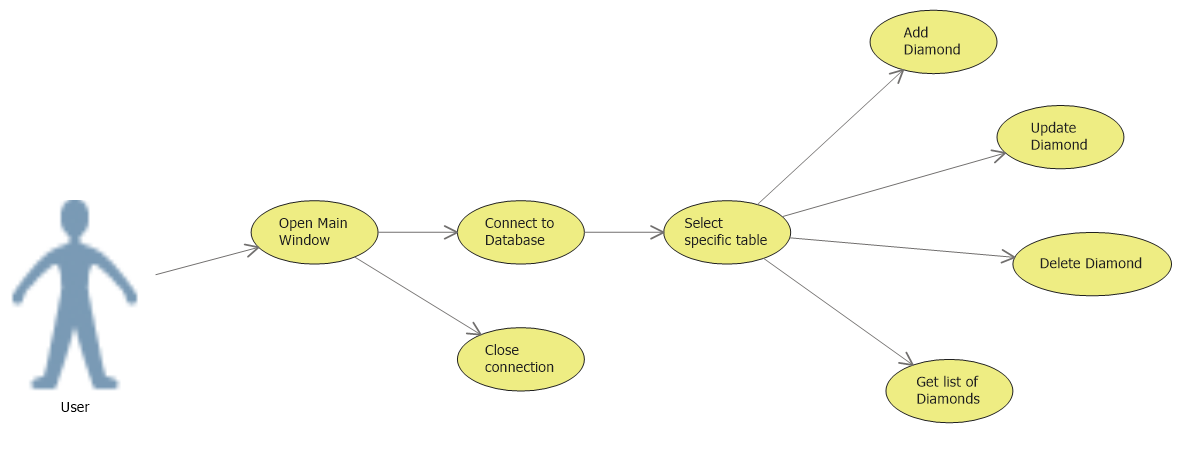 Add
Diamond
Update
Diamond
Open Main
Window
Connect to
Database
Select
specific table
Delete Diamond
Close
connection
Get list of
Diamonds
User